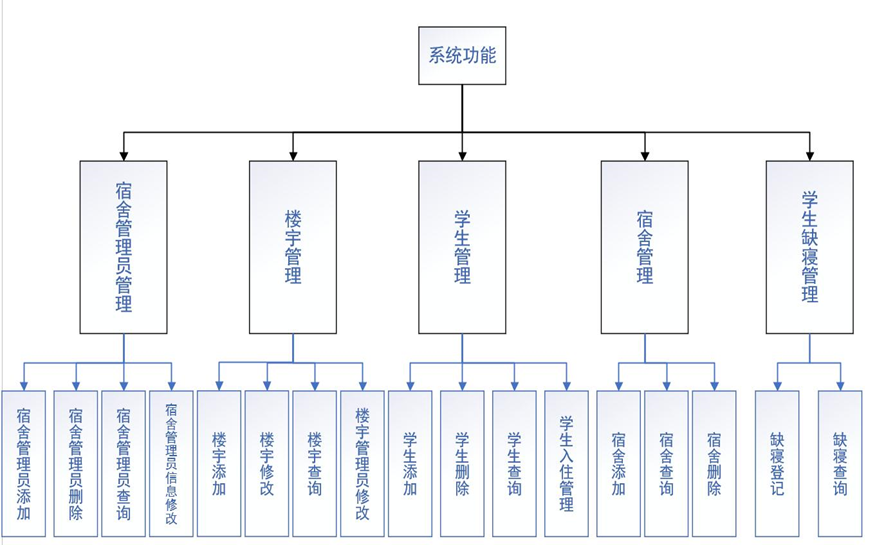 系统功能
宿舍管理员管理
楼宇管理
学生管理
宿舍管理
学生缺寝管理
宿舍管理员添加
宿舍管理员删除
宿舍管理员查询
宿舍管理员信息修改
楼宇添加
楼宇修改
楼宇查询
楼宇管理员修改
学生添加
学生删除
学生查询
学生入住管理
宿舍添加
宿舍查询
宿舍删除
缺寝登记
缺寝查询